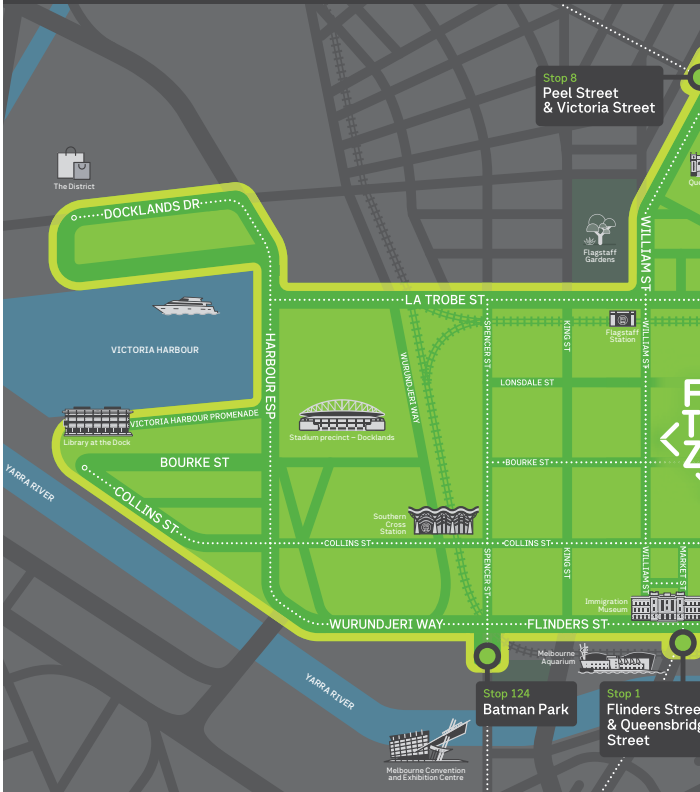 Stop 8
Peel Street
& Victoria Street
The District
DOCKLANDS DR
WILLIAM ST
Flagstaff
Gardens
LA TROBE ST
VICTORIA HARBOUR
HARBOUR ESP
WURUNDJERI WAY
SPENCER ST
KING ST
Flagstaff
Station
WILLIAM ST
LONSDALE ST
VICTORIA HARBOUR PROMENADE
Library at the Dock
Stadium precinct – Docklands
BOURKE ST
BOURKE ST
YARRA RIVER
COLLINS ST
Southern
Cross
Station
COLLINS ST
COLLINS ST
SPENCER ST
KING ST
WILLIAM ST
MARKET ST
Immigration
Museum
WURUNDJERI WAY
FLINDERS ST
Melbourne
Aquarium
YARRA RIVER
Stop 124
Batman Park
Stop 1
Flinders Stree
& Queensbridg
Street
Melbourne Convention
and Exhibition Centre